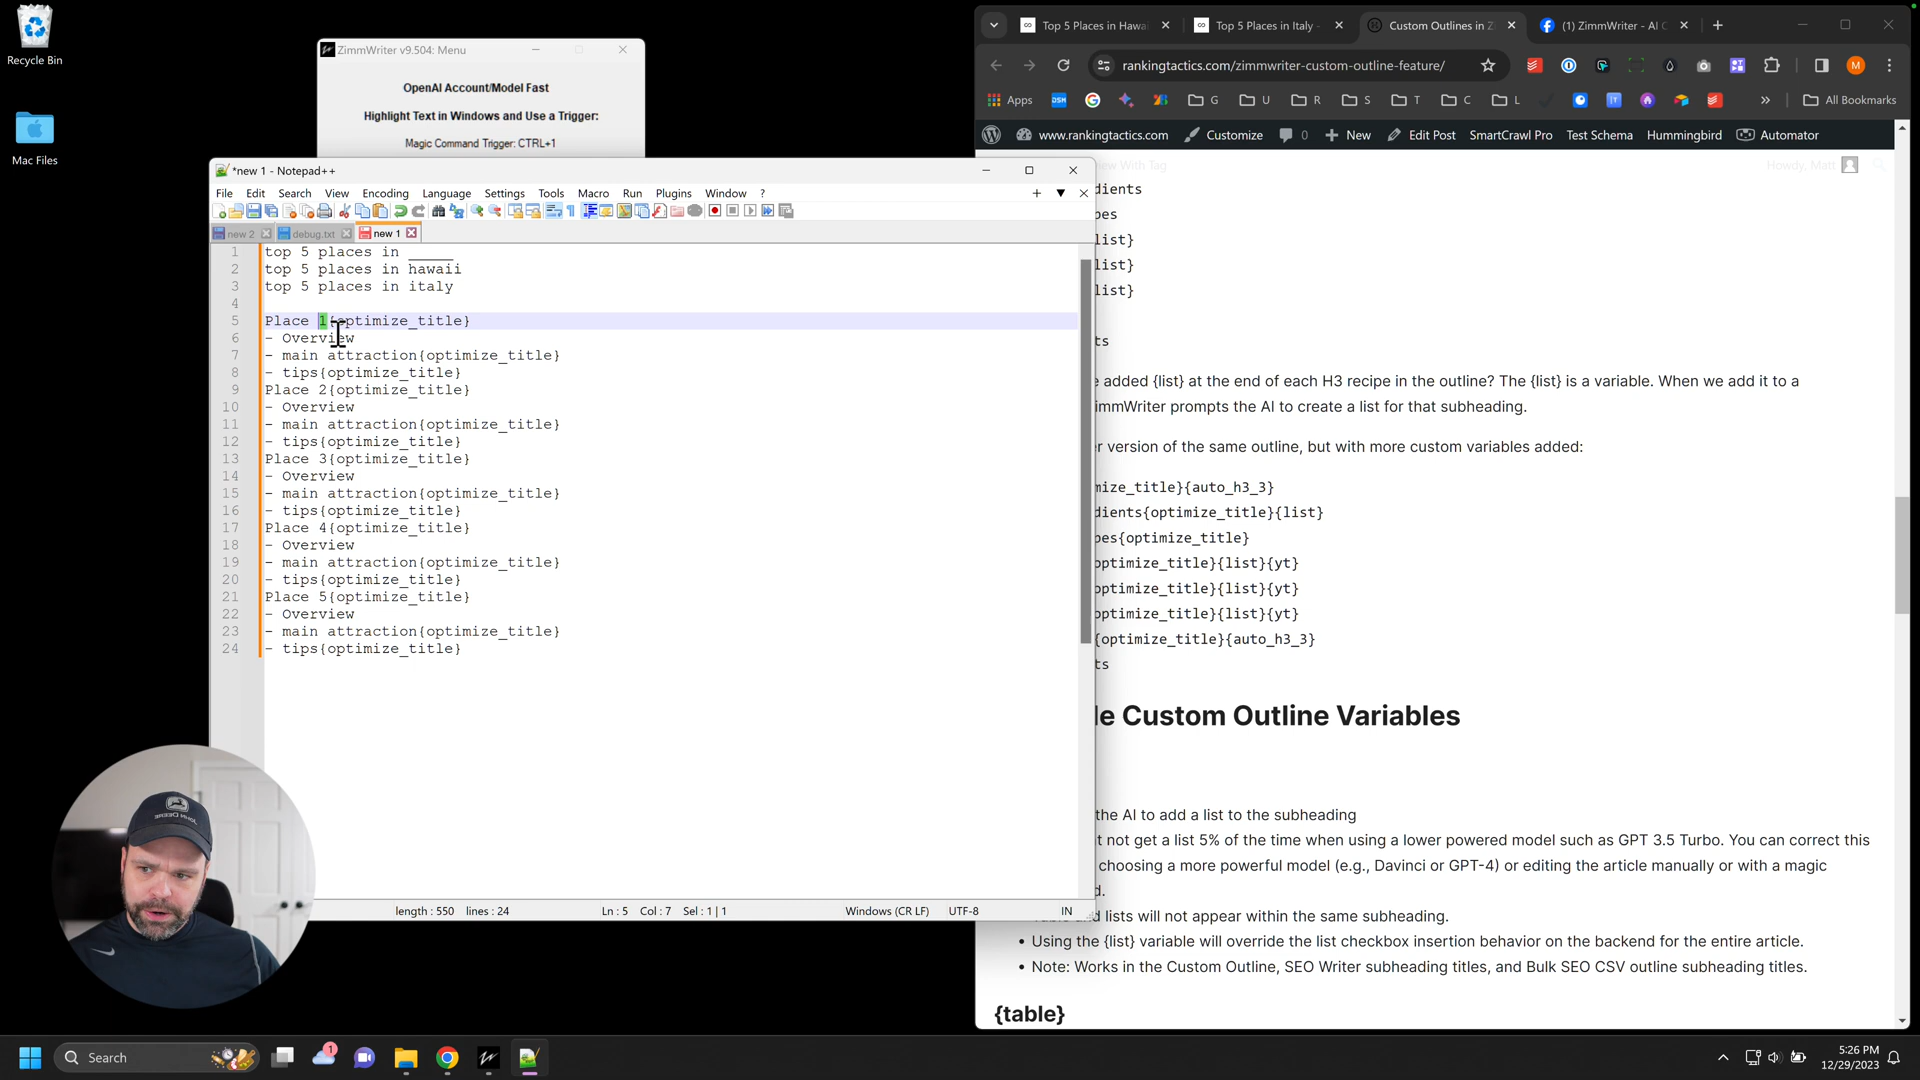 Recycle Bin
Mac Files
ZimmWriter v9.504: Menu
OpenAI Account/Model Fast
Highlight Text in Windows and Use a Trigger:
Magic Command Trigger: CTRL+1
*new 1 - Notepad++
File Edit Search View Encoding Language Settings Tools Macro Run Plugins Window ?
new 2 debug.txt new 1
1 top 5 places in _____
2 top 5 places in hawaii
3 top 5 places in italy
4
5 Place 1{optimize_title}
6 - Overview
7 - main attraction{optimize_title}
8 - tips{optimize_title}
9 Place 2{optimize_title}
10 - Overview
11 - main attraction{optimize_title}
12 - tips{optimize_title}
13 Place 3{optimize_title}
14 - Overview
15 - main attraction{optimize_title}
16 - tips{optimize_title}
17 Place 4{optimize_title}
18 - Overview
19 - main attraction{optimize_title}
20 - tips{optimize_title}
21 Place 5{optimize_title}
22 - Overview
23 - main attraction{optimize_title}
24 - tips{optimize_title}
length : 550 lines : 24 Ln : 5 Col : 7 Sel : 1 | 1 Windows (CR LF) UTF-8 IN
Top 5 Places in Hawai Top 5 Places in Italy - Custom Outlines in Z (1) ZimmWriter - AI C
rankingtactics.com/zimmwriter-custom-outline-feature/
Apps G U R S T C L » All Bookmarks
www.rankingtactics.com Customize 0 New Edit Post SmartCrawl Pro Test Schema Hummingbird Automator
ew With Tag Howdy, Matt
dients
pes
list}
list}
list}
ts
e added {list} at the end of each H3 recipe in the outline? The {list} is a variable. When we add it to a
immWriter prompts the AI to create a list for that subheading.
r version of the same outline, but with more custom variables added:
mize_title}{auto_h3_3}
dients{optimize_title}{list}
pes{optimize_title}
optimize_title}{list}{yt}
optimize_title}{list}{yt}
optimize_title}{list}{yt}
{optimize_title}{auto_h3_3}
ts
le Custom Outline Variables
the AI to add a list to the subheading
t not get a list 5% of the time when using a lower powered model such as GPT 3.5 Turbo. You can correct this
choosing a more powerful model (e.g., Davinci or GPT-4) or editing the article manually or with a magic
d.
and lists will not appear within the same subheading.
• Using the {list} variable will override the list checkbox insertion behavior on the backend for the entire article.
• Note: Works in the Custom Outline, SEO Writer subheading titles, and Bulk SEO CSV outline subheading titles.
{table}
Search
5:26 PM
12/29/2023